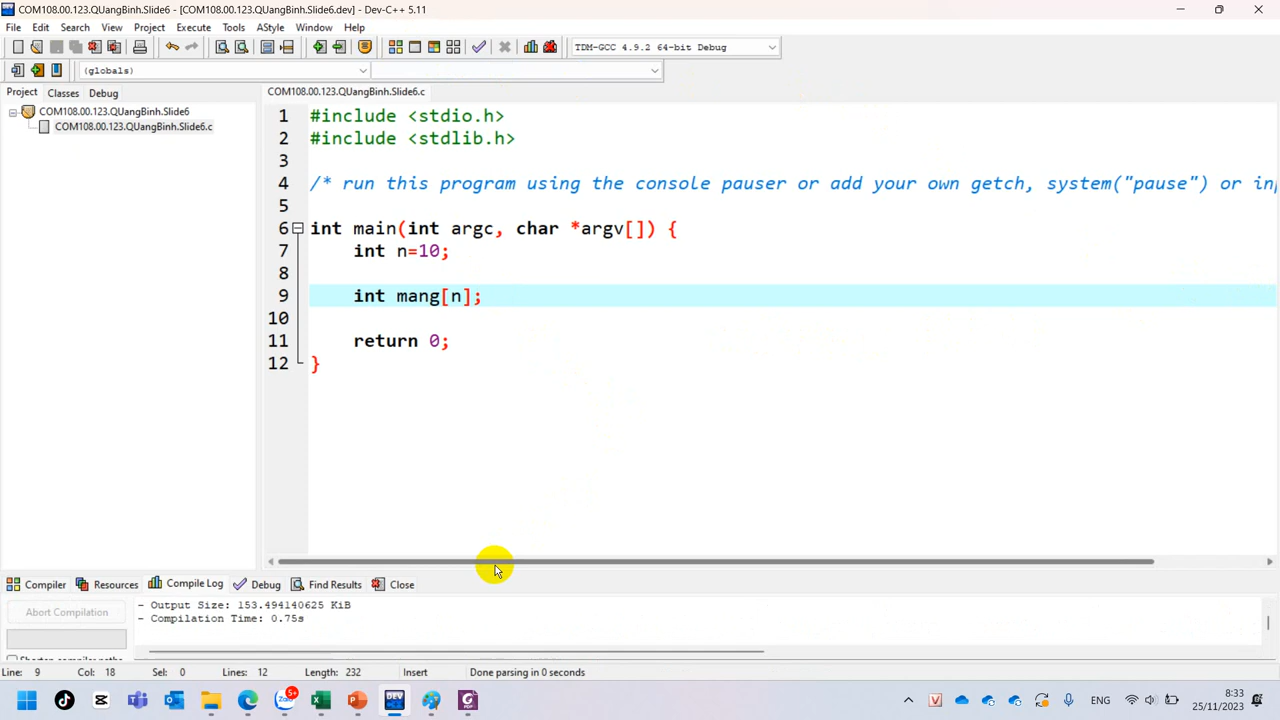 COM108.00.123.QUangBinh.Slide6 - [COM108.00.123.QUangBinh.Slide6.dev] - Dev-C++ 5.11
File Edit Search View Project Execute Tools AStyle Window Help
TDM-GCC 4.9.2 64-bit Debug
(globals)
Project Classes Debug
COM108.00.123.QUangBinh.Slide6.c
COM108.00.123.QUangBinh.Slide6
COM108.00.123.QUangBinh.Slide6.c
1 #include <stdio.h>
2 #include <stdlib.h>
3
4 /* run this program using the console pauser or add your own getch, system("pause") or in
5
6 int main(int argc, char *argv[]) {
7 int n=10;
8
9 int mang[n];
10
11 return 0;
12 }
Compiler Resources Compile Log Debug Find Results Close
Abort Compilation
- Output Size: 153.494140625 KiB
- Compilation Time: 0.75s
Line: 9 Col: 18 Sel: 0 Lines: 12 Length: 232 Insert Done parsing in 0 seconds
5+
Zalo
DEV
ENG
8:33
25/11/2023